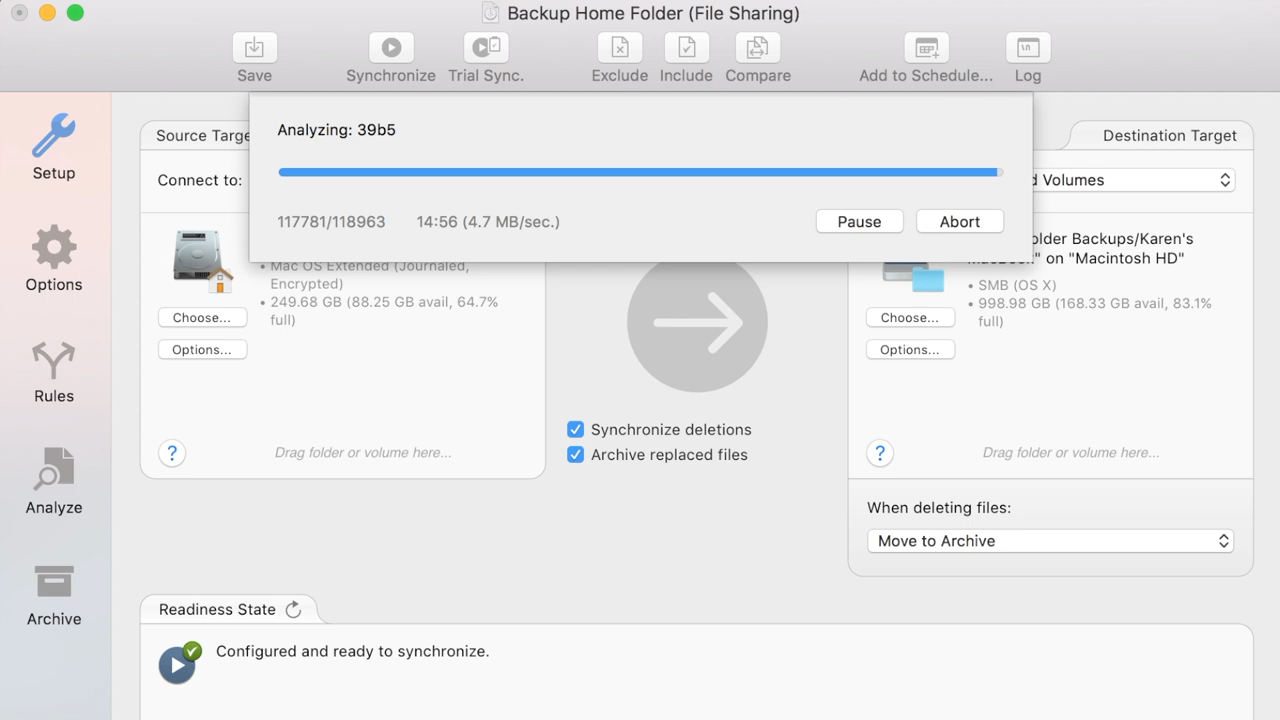 Backup Home Folder (File Sharing)
Save
Synchronize
Trial Sync.
Exclude
Include
Compare
Add to Schedule...
Log
Setup
Options
Rules
Analyze
Archive
Analyzing: 39b5
117781/118963
14:56 (4.7 MB/sec.)
Pause
Abort
Source Targe
Connect to:
• Mac OS Extended (Journaled,
Encrypted)
• 249.68 GB (88.25 GB avail, 64.7%
full)
Choose...
Options...
?
Drag folder or volume here...
Synchronize deletions
Archive replaced files
Destination Target
Volumes
lder Backups/Karen's
" on "Macintosh HD"
• SMB (OS X)
• 998.98 GB (168.33 GB avail, 83.1%
full)
Choose...
Options...
?
Drag folder or volume here...
When deleting files:
Move to Archive
Readiness State
Configured and ready to synchronize.